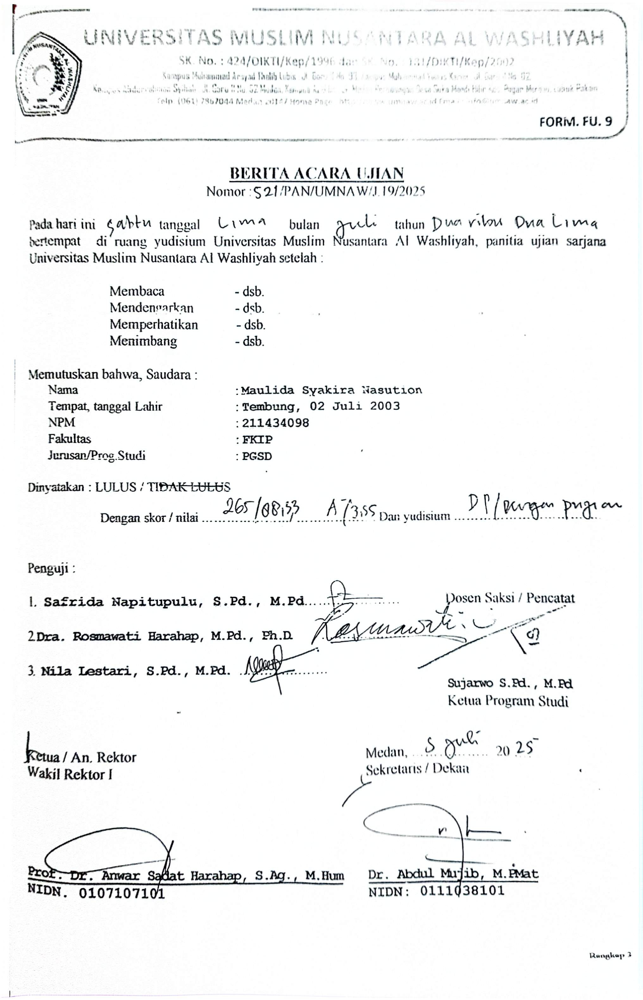 UNIVERSITAS MUSLIM NUSANTARA AL WASHLIYAH
SK. No. : 424/DIKTI/Kep/1996 dan SK. No. : 181/DIKTI/Kep/2002
Kampus Muhammad Arsyad Thalib Lubis : Jl. Garu II No. 93, Kampus Muhammad Yunus Karim : Jl. Garu II No. 02
Kampus Abdurrahman Syihab : Jl. Garu II No. 52 Medan, Kampus Desa Suka Mandi Hilir Kec. Pagar Merbau, Lubuk Pakam
Telp. (061) 7867044 Medan 20147 Home Page : umnaw.ac.id Email : info@umnaw.ac.id
FORM. FU. 9
BERITA ACARA UJIAN
Nomor : 521/PAN/UMNAW/J.19/2025
Pada hari ini Sabtu tanggal Lima bulan Juli tahun Dua ribu Dua Lima
bertempat di ruang yudisium Universitas Muslim Nusantara Al Washliyah, panitia ujian sarjana
Universitas Muslim Nusantara Al Washliyah setelah :
Membaca - dsb.
Mendengarkan - dsb.
Memperhatikan - dsb.
Menimbang - dsb.
Memutuskan bahwa, Saudara :
Nama : Maulida Syakira Nasution
Tempat, tanggal Lahir : Tembung, 02 Juli 2003
NPM : 211434098
Fakultas : FKIP
Jurusan/Prog.Studi : PGSD
Dinyatakan : LULUS / TIDAK LULUS
Dengan skor / nilai 265/88,33 A-/3,55 Dan yudisium DP/dengan pujian
Penguji :
1. Safrida Napitupulu, S.Pd., M.Pd
Dosen Saksi / Pencatat
2. Dra. Rosmawati Harahap, M.Pd., Ph.D Rosmawati
3. Nila Lestari, S.Pd., M.Pd.
Sujarwo S.Pd., M.Pd
Ketua Program Studi
Ketua / An. Rektor
Wakil Rektor I
Medan, 5 Juli 2025
Sekretaris / Dekan
Prof. Dr. Anwar Sadat Harahap, S.Ag., M.Hum
NIDN. 0107107101
Dr. Abdul Mujib, M.PMat
NIDN: 0111038101
Rangkap 3